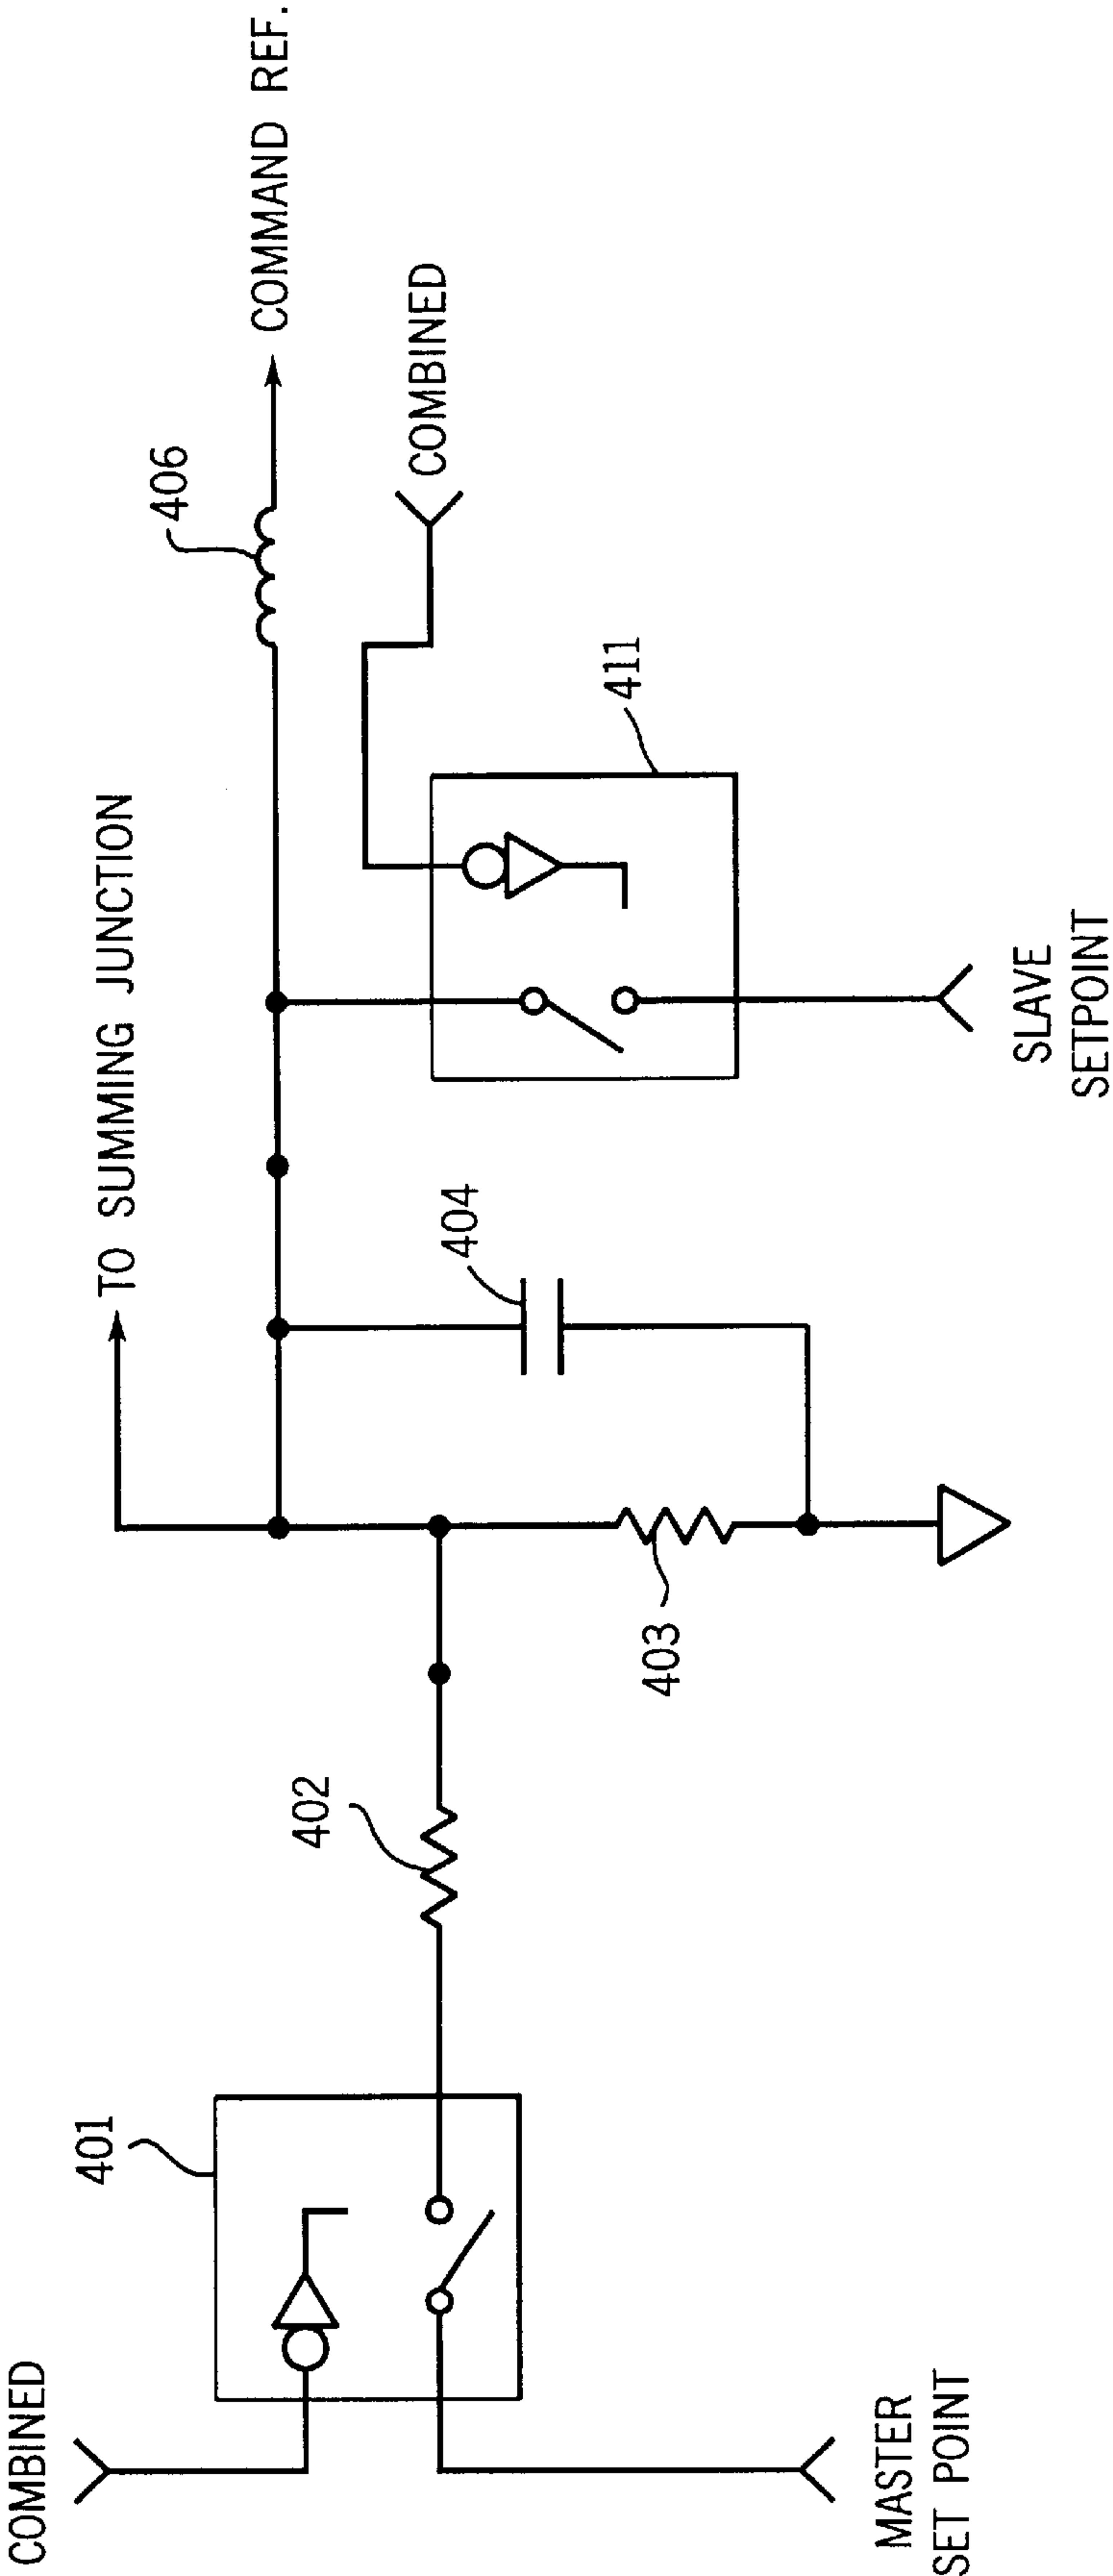 COMBINED
401
MASTER
SET POINT
402
403
TO SUMMING JUNCTION
404
406
COMMAND REF.
COMBINED
411
SLAVE
SETPOINT